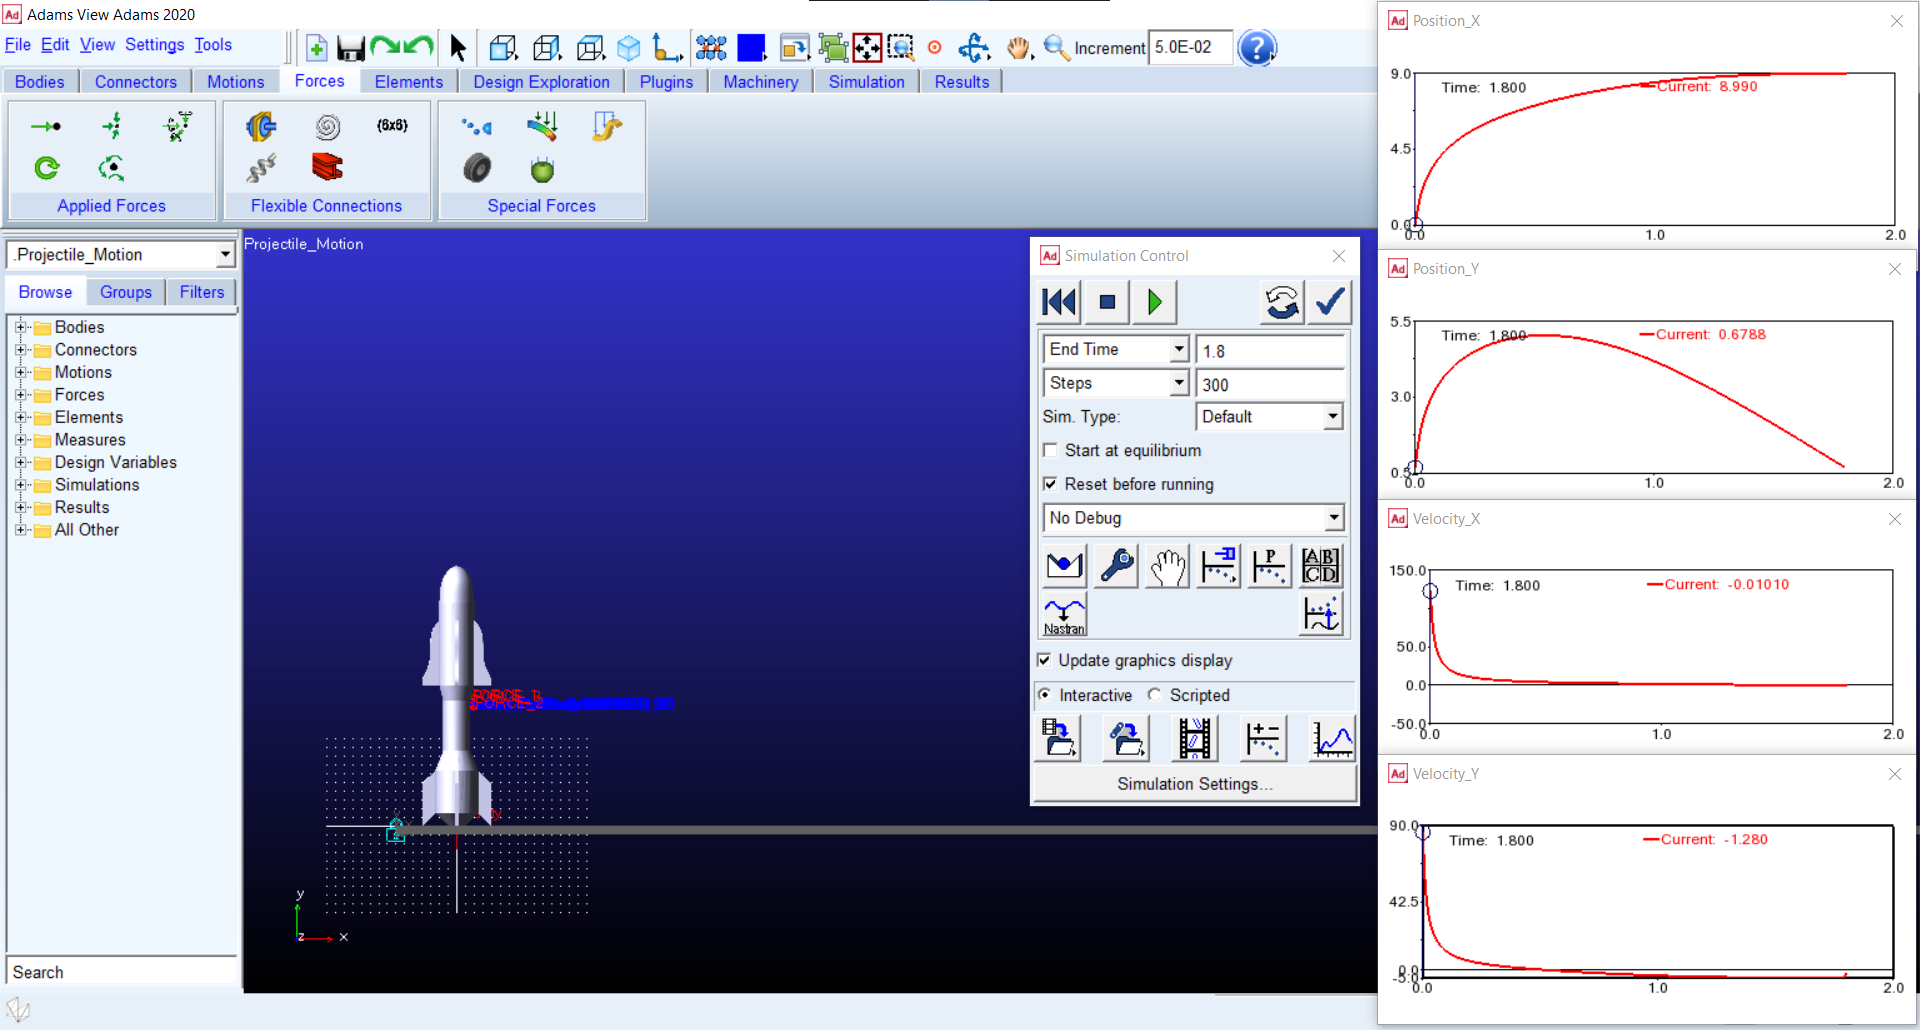 Ad Adams View Adams 2020
File Edit View Settings Tools
Increment 5.0E-02 ?
Bodies Connectors Motions Forces Elements Design Exploration Plugins Machinery Simulation Results
(6x6)
Applied Forces Flexible Connections Special Forces
.Projectile_Motion
Browse Groups Filters
Bodies
Connectors
Motions
Forces
Elements
Measures
Design Variables
Simulations
Results
All Other
Search
Projectile_Motion
FORCE_1
FORCE_2
y
z x
Ad Simulation Control
End Time 1.8
Steps 300
Sim. Type: Default
Start at equilibrium
Reset before running
No Debug
P
A B
C D
Nastran
Update graphics display
Interactive Scripted
Simulation Settings...
Ad Position_X
9.0
Time: 1.800 Current: 8.990
4.5
0.0
0.0 1.0 2.0
Ad Position_Y
5.5
Time: 1.800 Current: 0.6788
3.0
0.5
0.0 1.0 2.0
Ad Velocity_X
150.0
Time: 1.800 Current: -0.01010
50.0
0.0
-50.0
0.0 1.0 2.0
Ad Velocity_Y
90.0
Time: 1.800 Current: -1.280
42.5
0.0
-5.0
0.0 1.0 2.0